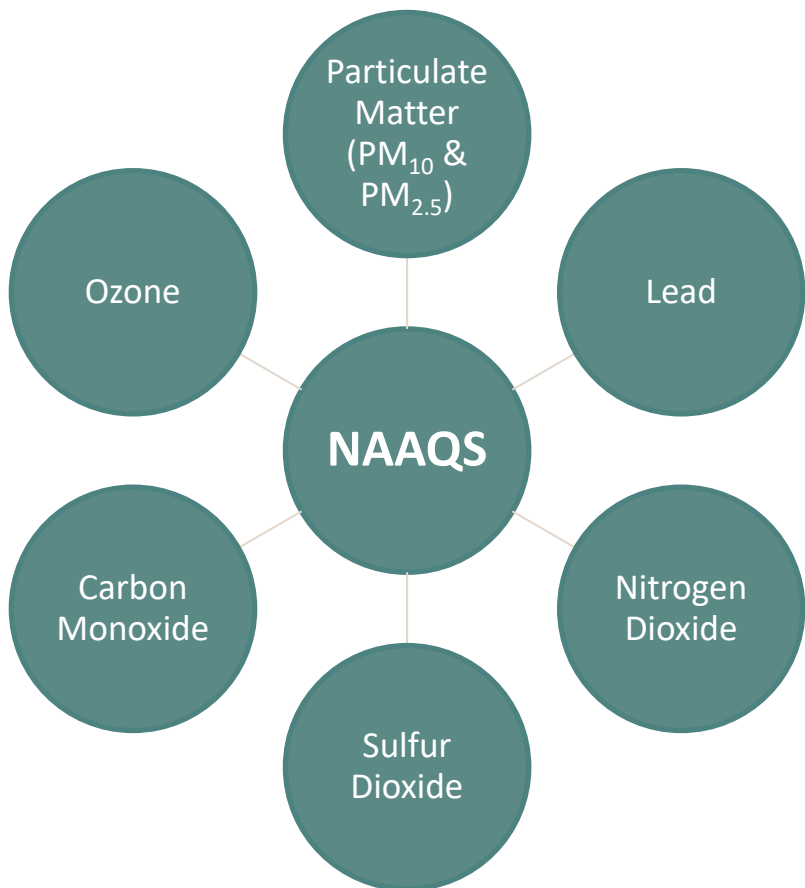 Particulate
Matter
(PM₁₀ &
PM₂.₅)
Ozone
Lead
NAAQS
Carbon
Monoxide
Nitrogen
Dioxide
Sulfur
Dioxide